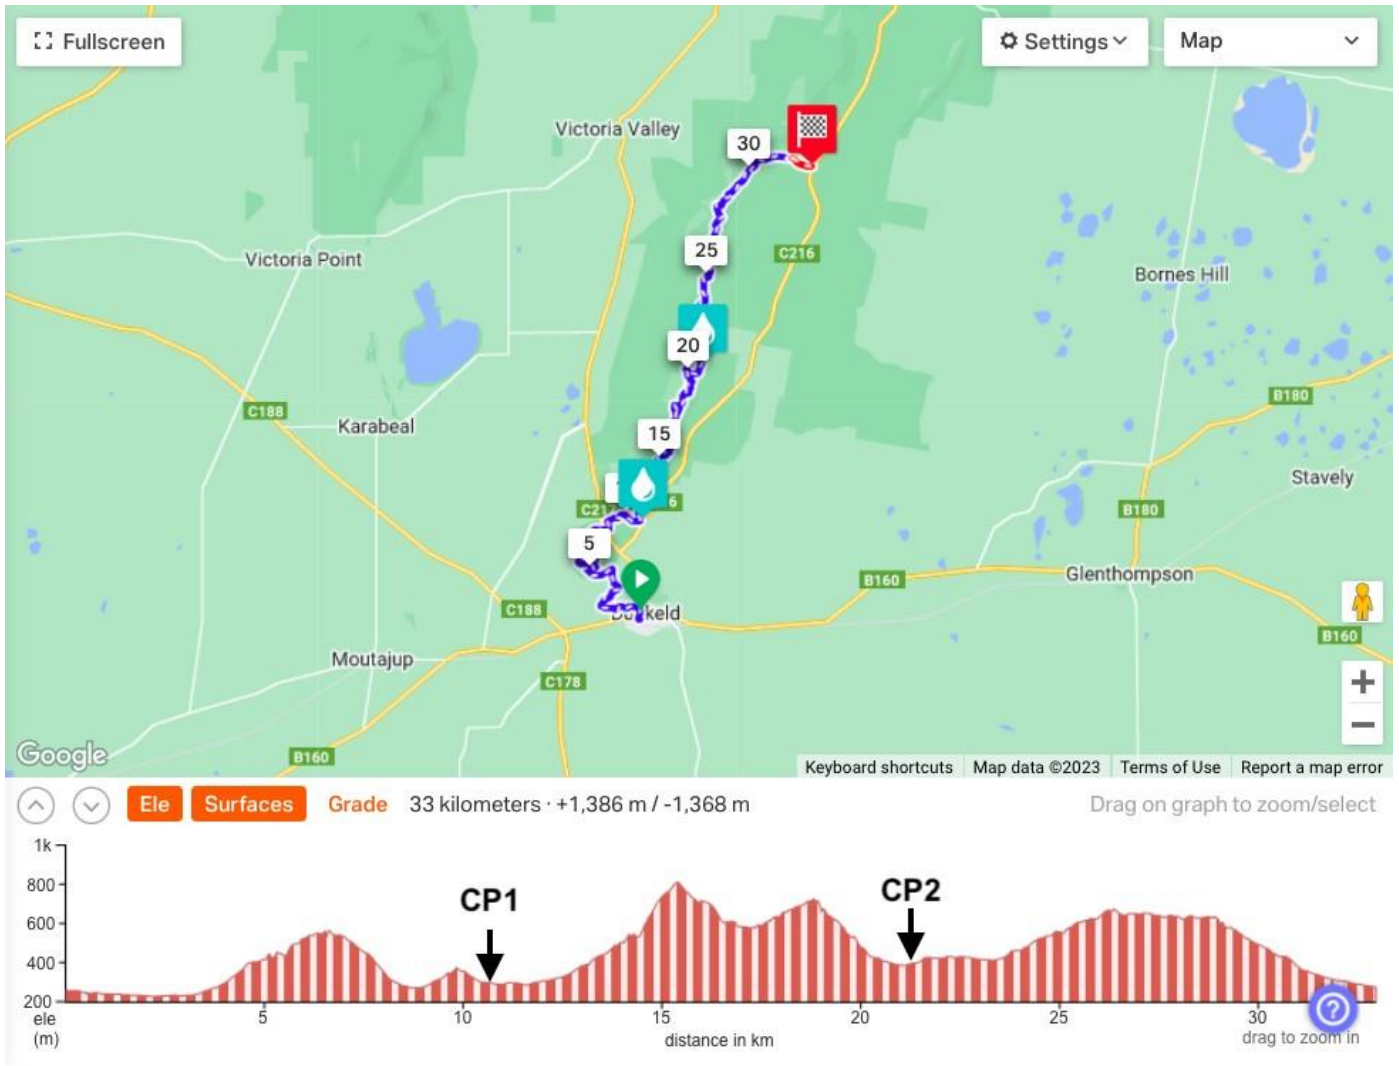 Fullscreen
Settings
Map
Victoria Valley
30
Victoria Point
25
C216
Bornes Hill
20
B180
C188
Karabeal
15
Stavely
C21
6
B180
5
B160
Glenthompson
C188
keld
B160
Moutajup
C178
Google
B160
Keyboard shortcuts
Map data ©2023
Terms of Use
Report a map error
Ele
Surfaces
Grade
33 kilometers · +1,386 m / -1,368 m
Drag on graph to zoom/select
1k
800
600
400
200
ele
(m)
CP1
CP2
5
10
15
20
25
30
distance in km
drag to zoom in
?